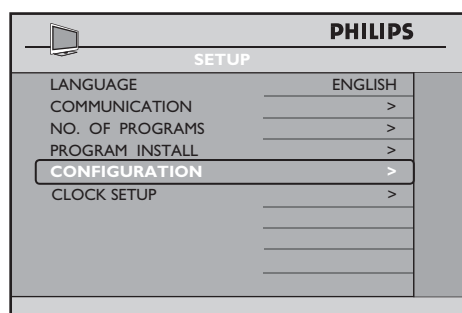 PHILIPS
SETUP
LANGUAGE ENGLISH
COMMUNICATION >
NO. OF PROGRAMS >
PROGRAM INSTALL >
CONFIGURATION >
CLOCK SETUP >